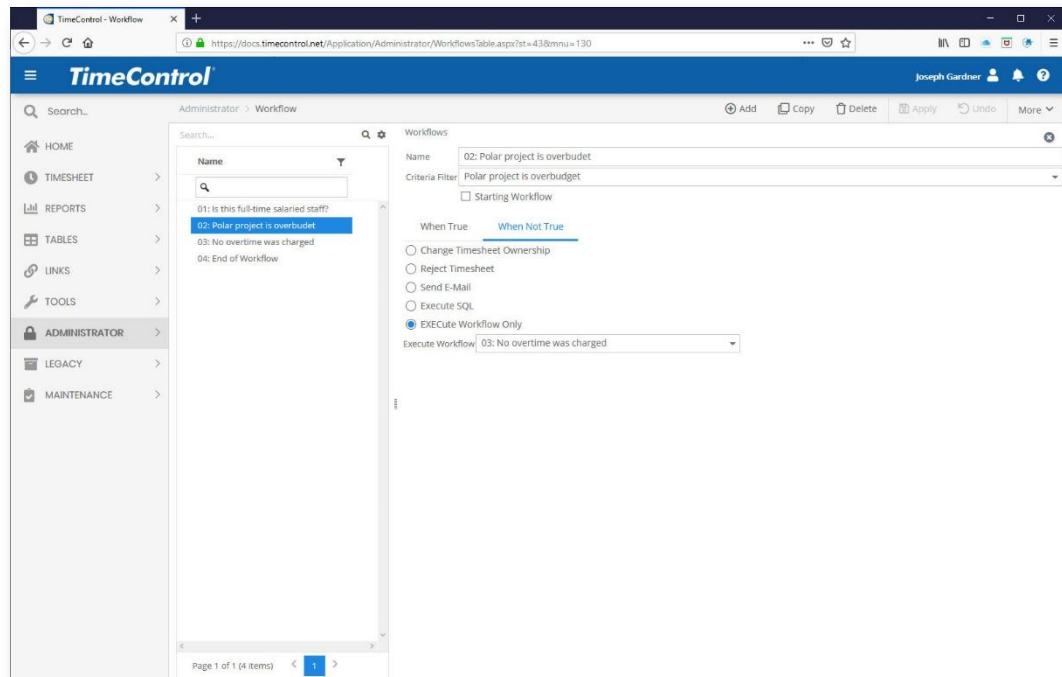 TimeControl - Workflow
https://docs.timecontrol.net/Application/Administrator/WorkflowsTable.aspx?st=43&mnu=130
TimeControl
Joseph Gardner
Search...
Administrator > Workflow
Add
Copy
Delete
Apply
Undo
More
HOME
TIMESHEET
REPORTS
TABLES
LINKS
TOOLS
ADMINISTRATOR
LEGACY
MAINTENANCE
Search...
Name
01: Is this full-time salaried staff?
02: Polar project is overbudet
03: No overtime was charged
04: End of Workflow
Page 1 of 1 (4 items)
1
Workflows
Name 02: Polar project is overbudet
Criteria Filter Polar project is overbudget
Starting Workflow
When True When Not True
Change Timesheet Ownership
Reject Timesheet
Send E-Mail
Execute SQL
EXECute Workflow Only
Execute Workflow 03: No overtime was charged